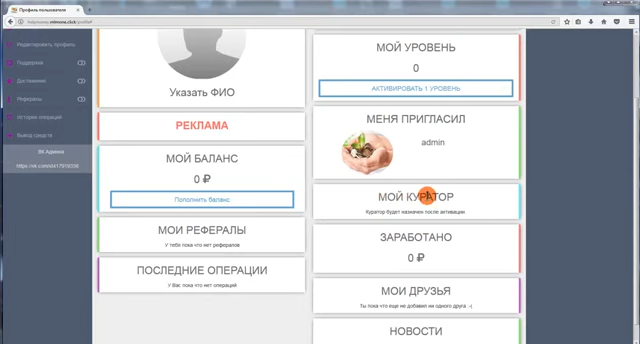 Профиль пользователя
Редактировать профиль
Поддержка
Достижения
Рефералы
История операций
Вывод средств
ВК Админа
Указать ФИО
РЕКЛАМА
МОЙ БАЛАНС
0 ₽
Пополнить баланс
МОИ РЕФЕРАЛЫ
У тебя пока что нет рефералов
ПОСЛЕДНИЕ ОПЕРАЦИИ
У Вас пока что нет операций
МОЙ УРОВЕНЬ
0
АКТИВИРОВАТЬ 1 УРОВЕНЬ
МЕНЯ ПРИГЛАСИЛ
admin
МОЙ КУРАТОР
Куратор будет назначен после активации
ЗАРАБОТАНО
0 ₽
МОИ ДРУЗЬЯ
Ты пока что еще не добавил ни одного друга :-(
НОВОСТИ